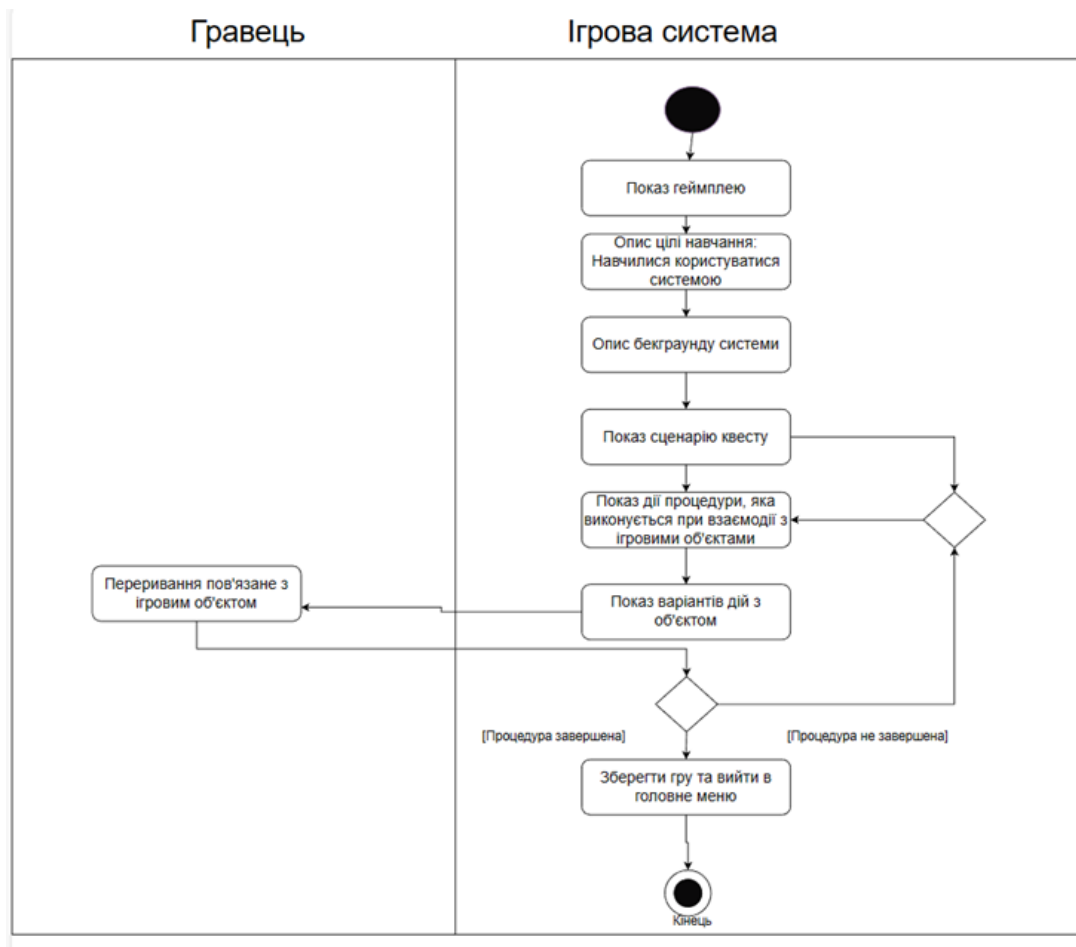 Гравець
Ігрова система
Показ геймплею
Опис цілі навчання:
Навчилися користуватися
системою
Опис бекграунду системи
Показ сценарію квесту
Показ дії процедури, яка
виконується при взаємодії з
ігровими об'єктами
Переривання пов'язане з
ігровим об'єктом
Показ варіантів дій з
об'єктом
[Процедура завершена]
[Процедура не завершена]
Зберегти гру та вийти в
головне меню
Кінець